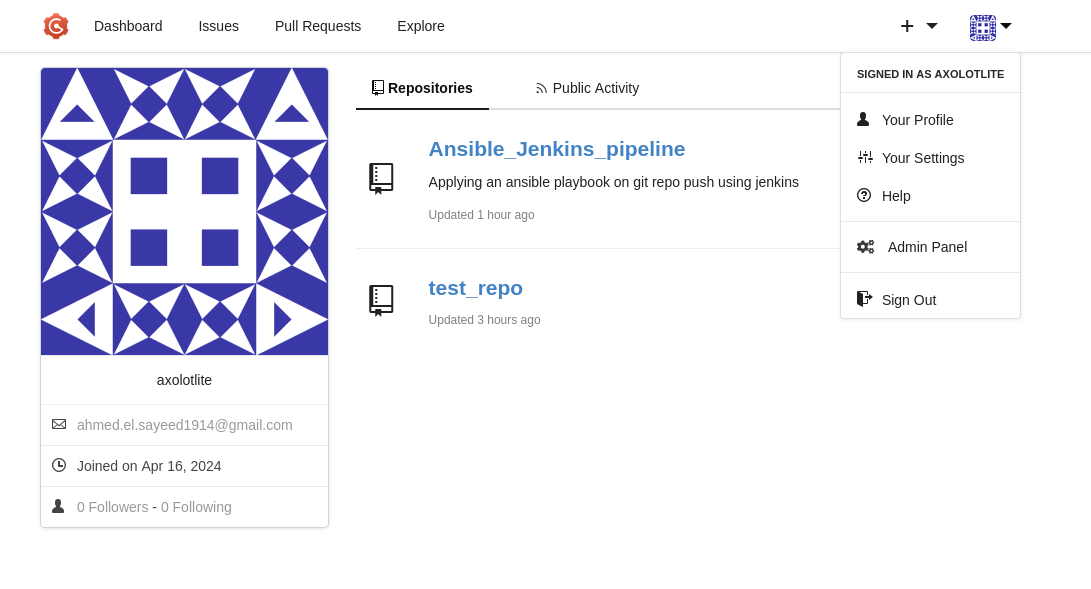 Dashboard Issues Pull Requests Explore
SIGNED IN AS AXOLOTLITE
Your Profile
Your Settings
Help
Admin Panel
Sign Out
axolotlite
ahmed.el.sayeed1914@gmail.com
Joined on Apr 16, 2024
0 Followers - 0 Following
Repositories Public Activity
Ansible_Jenkins_pipeline
Applying an ansible playbook on git repo push using jenkins
Updated 1 hour ago
test_repo
Updated 3 hours ago